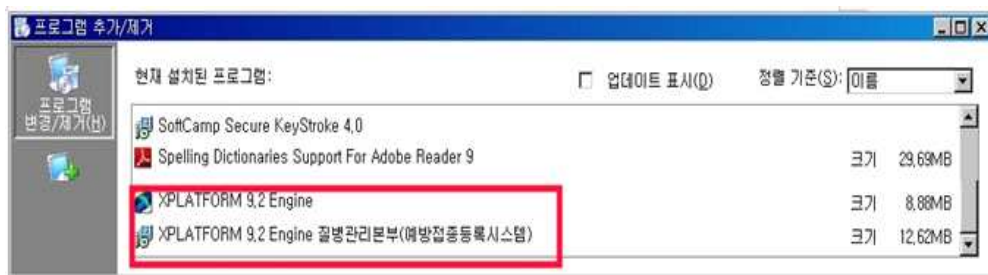 프로그램 추가/제거
현재 설치된 프로그램:
업데이트 표시(D)
정렬 기준(S): 이름
프로그램
변경/제거(H)
SoftCamp Secure KeyStroke 4.0
Spelling Dictionaries Support For Adobe Reader 9 크기 29.69MB
XPLATFORM 9.2 Engine 크기 8.88MB
XPLATFORM 9.2 Engine 질병관리본부(예방접종등록시스템) 크기 12.62MB